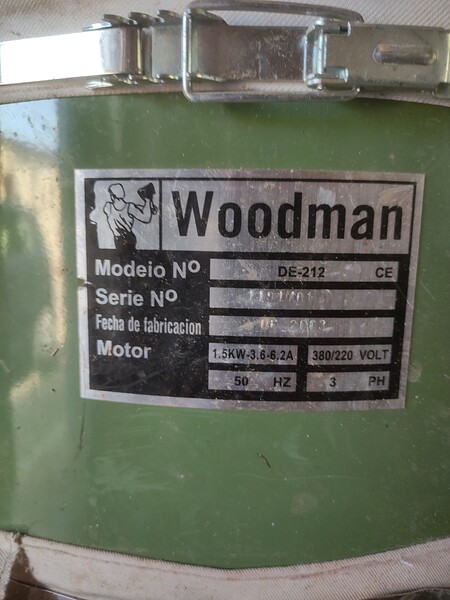 Woodman
Modelo Nº DE-212 CE
Serie Nº
Fecha de fabricacion
Motor 1.5KW-3.6-6.2A 380/220 VOLT
50 HZ 3 PH